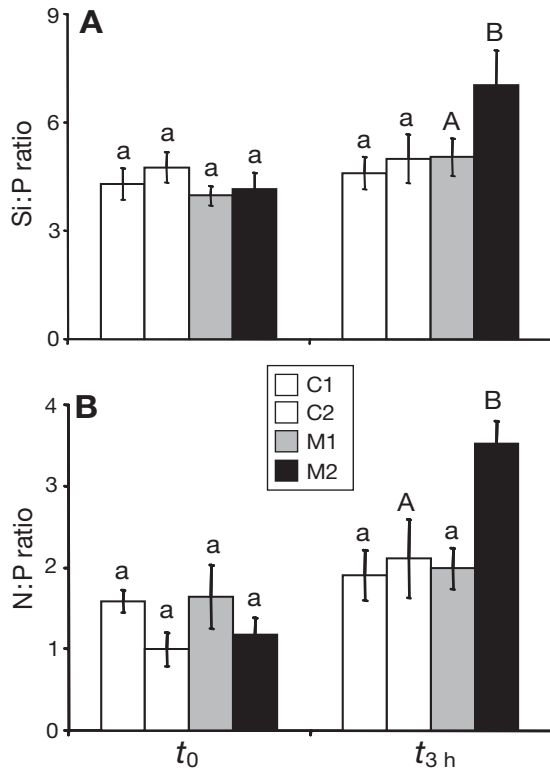 A
9
6
3
0
Si:P ratio
a a a a
a a A B
B
4
3
2
1
0
N:P ratio
C1
C2
M1
M2
a a a a
a A a B
t0
t3 h